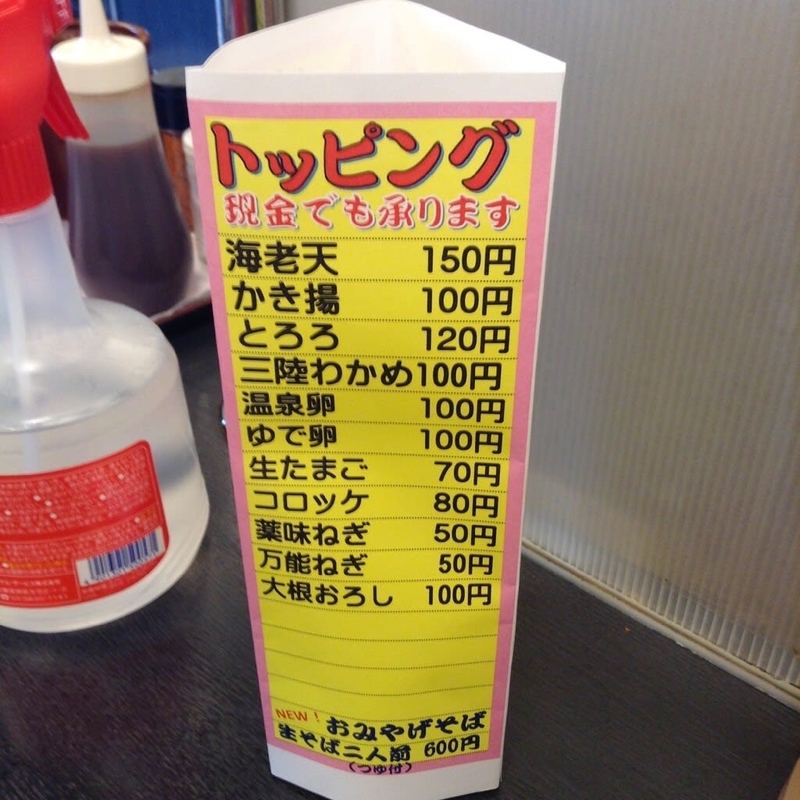 トッピング
現金でも承ります
海老天 150円
かき揚 100円
とろろ 120円
三陸わかめ 100円
温泉卵 100円
ゆで卵 100円
生たまご 70円
コロッケ 80円
薬味ねぎ 50円
万能ねぎ 50円
大根おろし 100円
NEW! おみやげそば
生そば二人前 600円
(つゆ付)